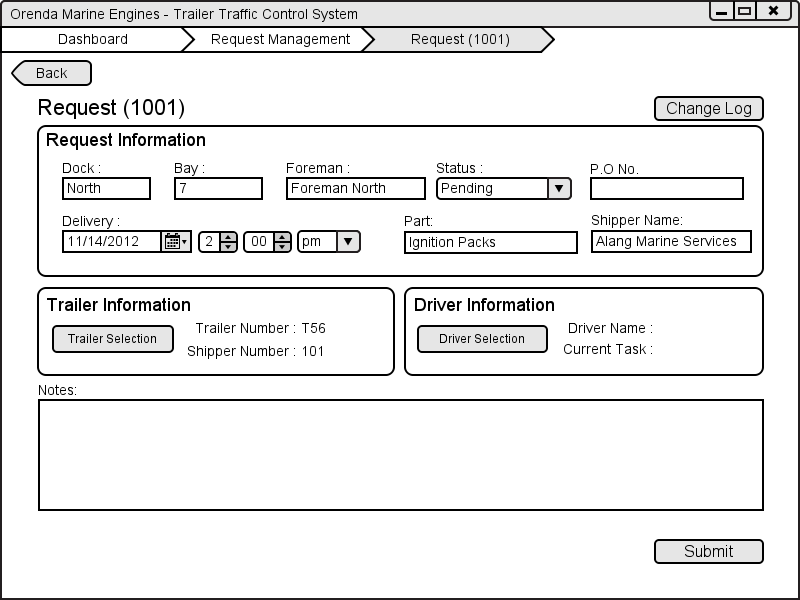 Orenda Marine Engines - Trailer Traffic Control System
Dashboard Request Management Request (1001)
Back
Request (1001) Change Log
Request Information
Dock : Bay : Foreman : Status : P.O No.
North 7 Foreman North Pending
Delivery : Part: Shipper Name:
11/14/2012 2 00 pm Ignition Packs Alang Marine Services
Trailer Information
Trailer Selection
Trailer Number : T56
Shipper Number : 101
Driver Information
Driver Selection
Driver Name :
Current Task :
Notes:
Submit